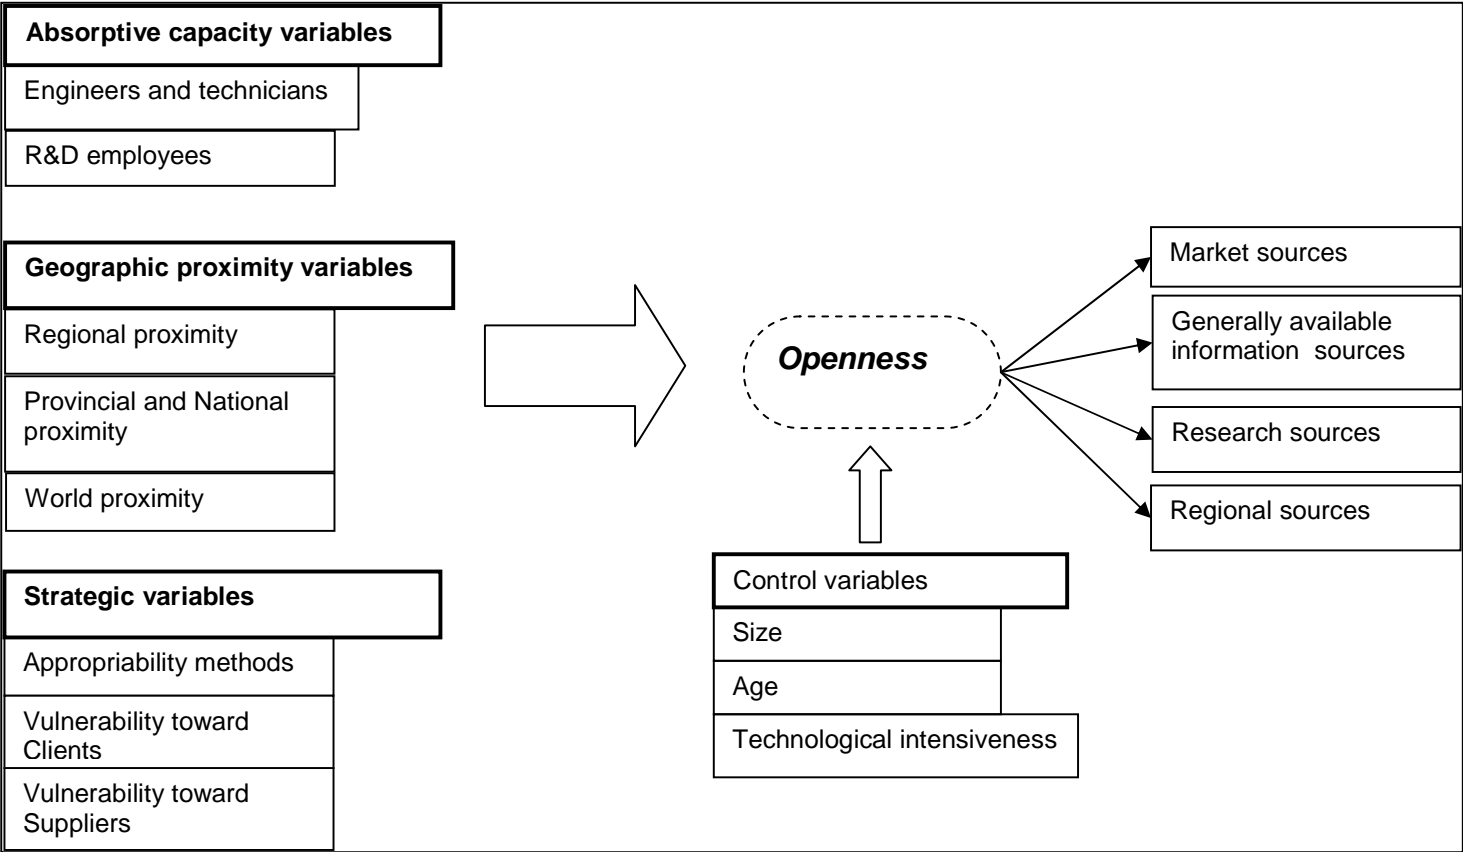 Absorptive capacity variables
Engineers and technicians
R&D employees
Geographic proximity variables
Regional proximity
Provincial and National
proximity
World proximity
Strategic variables
Appropriability methods
Vulnerability toward
Clients
Vulnerability toward
Suppliers
Openness
Control variables
Size
Age
Technological intensiveness
Market sources
Generally available
information  sources
Research sources
Regional sources